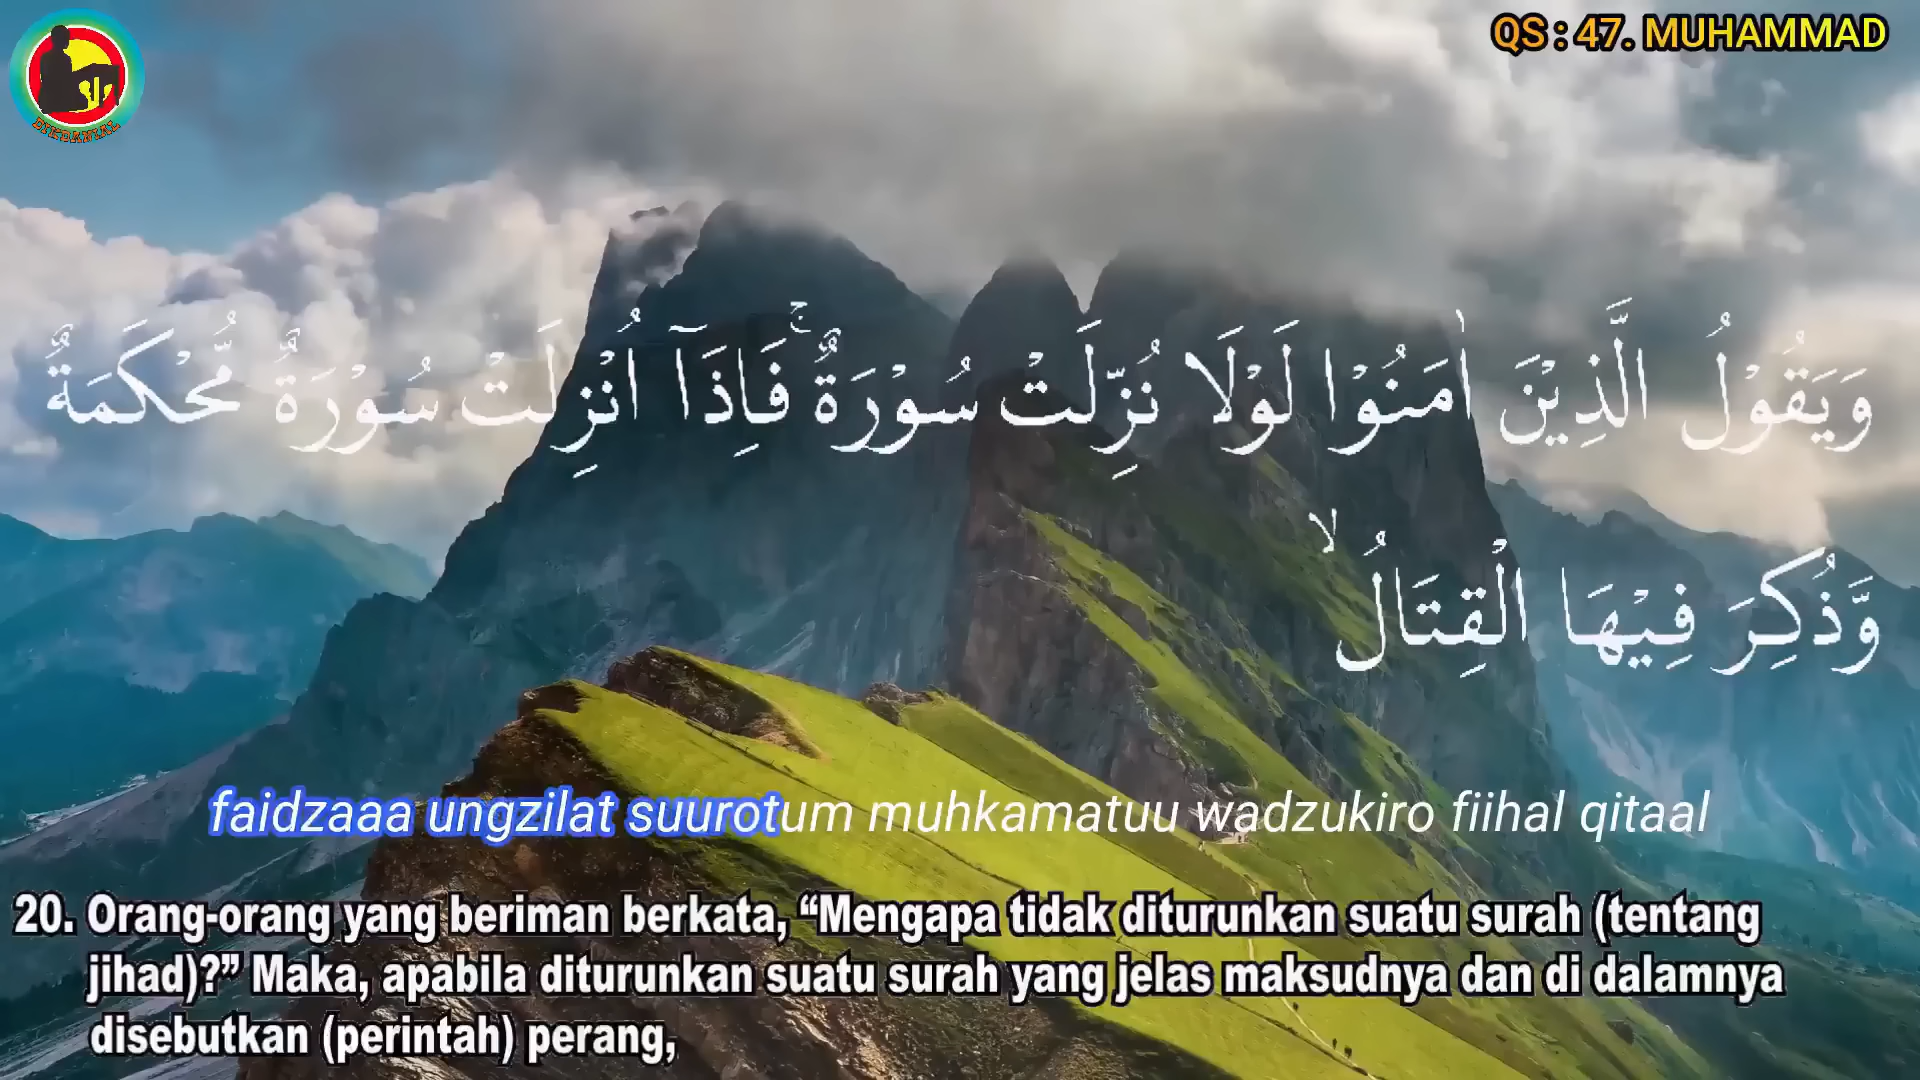 QS : 47. MUHAMMAD
DIKDANIAL
وَيَقُوْلُ الَّذِيْنَ اٰمَنُوْا لَوْلَا نُزِّلَتْ سُوْرَةٌ ۚفَاِذَآ اُنْزِلَتْ سُوْرَةٌ مُّحْكَمَةٌ
وَّذُكِرَ فِيْهَا الْقِتَالُ ۙ
faidzaaa ungzilat suurotum muhkamatuu wadzukiro fiihal qitaal
20. Orang-orang yang beriman berkata, “Mengapa tidak diturunkan suatu surah (tentang
jihad)?” Maka, apabila diturunkan suatu surah yang jelas maksudnya dan di dalamnya
disebutkan (perintah) perang,